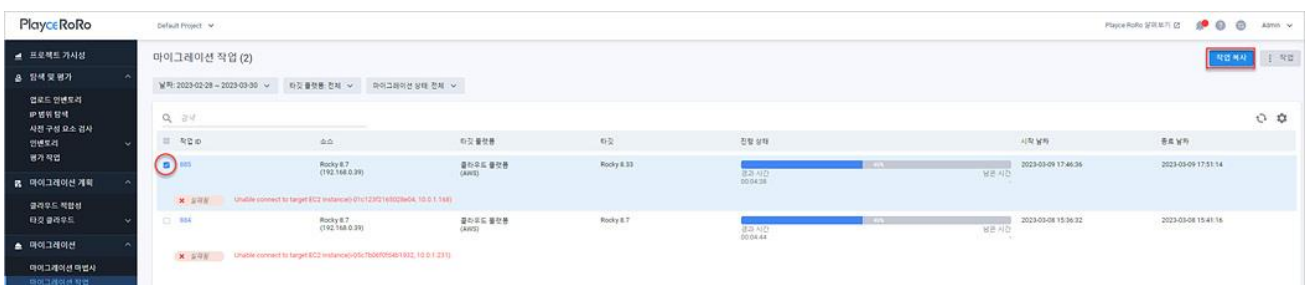 PlayceRoRo
Default Project
Playce RoRo 살펴보기
Admin
프로젝트 가시성
탐색 및 평가
업로드 인벤토리
IP 범위 탐색
사전 구성 요소 검사
인벤토리
평가 작업
마이그레이션 계획
클라우드 적합성
타깃 클라우드
마이그레이션
마이그레이션 마법사
마이그레이션 작업
마이그레이션 작업 (2)
작업 복사
작업
날짜: 2023-02-28 ~ 2023-03-30
타깃 플랫폼: 전체
마이그레이션 상태: 전체
검색
작업 ID 소스 타깃 플랫폼 타깃 진행 상태 시작 날짜 종료 날짜
885 Rocky 8.7 클라우드 플랫폼 Rocky 8.33 2023-03-09 17:46:36 2023-03-09 17:51:14
(192.168.0.39) (AWS) 경과 시간 남은 시간
00:04:38
실패됨 Unable connect to target EC2 instance
884 Rocky 8.7 클라우드 플랫폼 Rocky 8.7 2023-03-08 15:36:32 2023-03-08 15:41:16
(192.168.0.39) (AWS) 경과 시간 남은 시간
00:04:44
실패됨 Unable connect to target EC2 instance